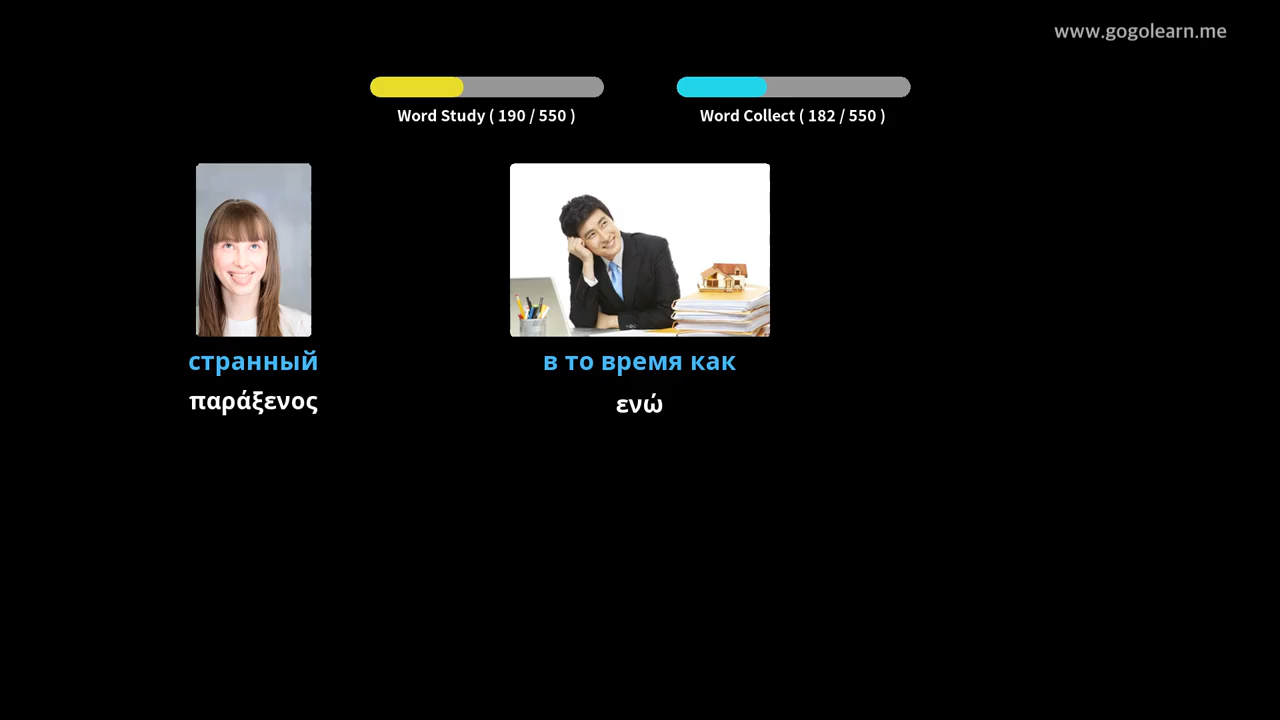 www.gogolearn.me
Word Study ( 190 / 550 )
Word Collect ( 182 / 550 )
странный
παράξενος
в то время как
ενώ